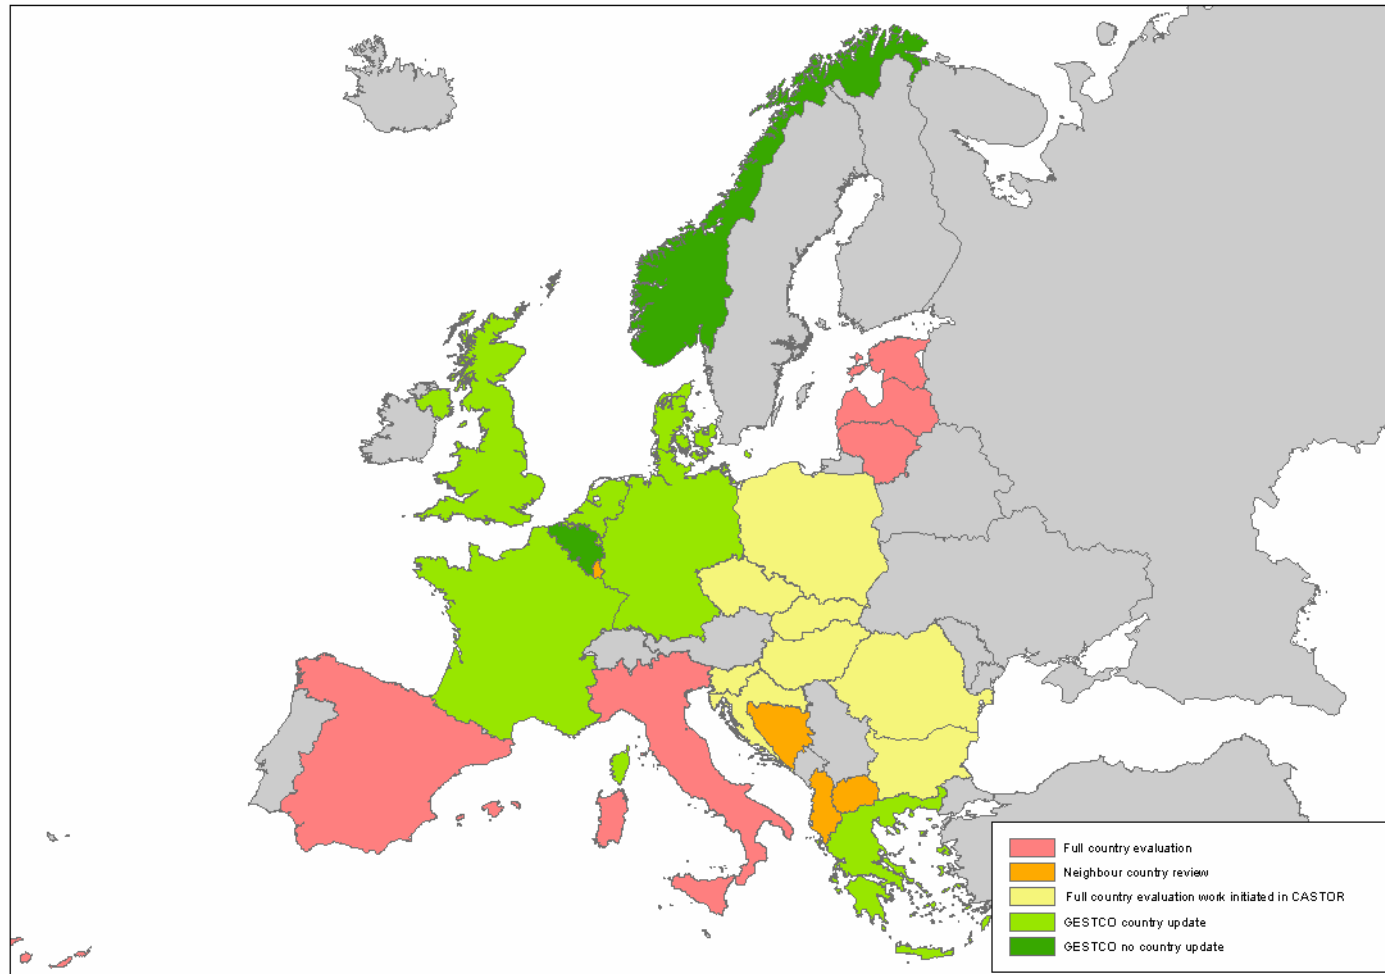 Full country evaluation
Neighbour country review
Full country evaluation work initiated in CASTOR
GESTCO country update
GESTCO no country update